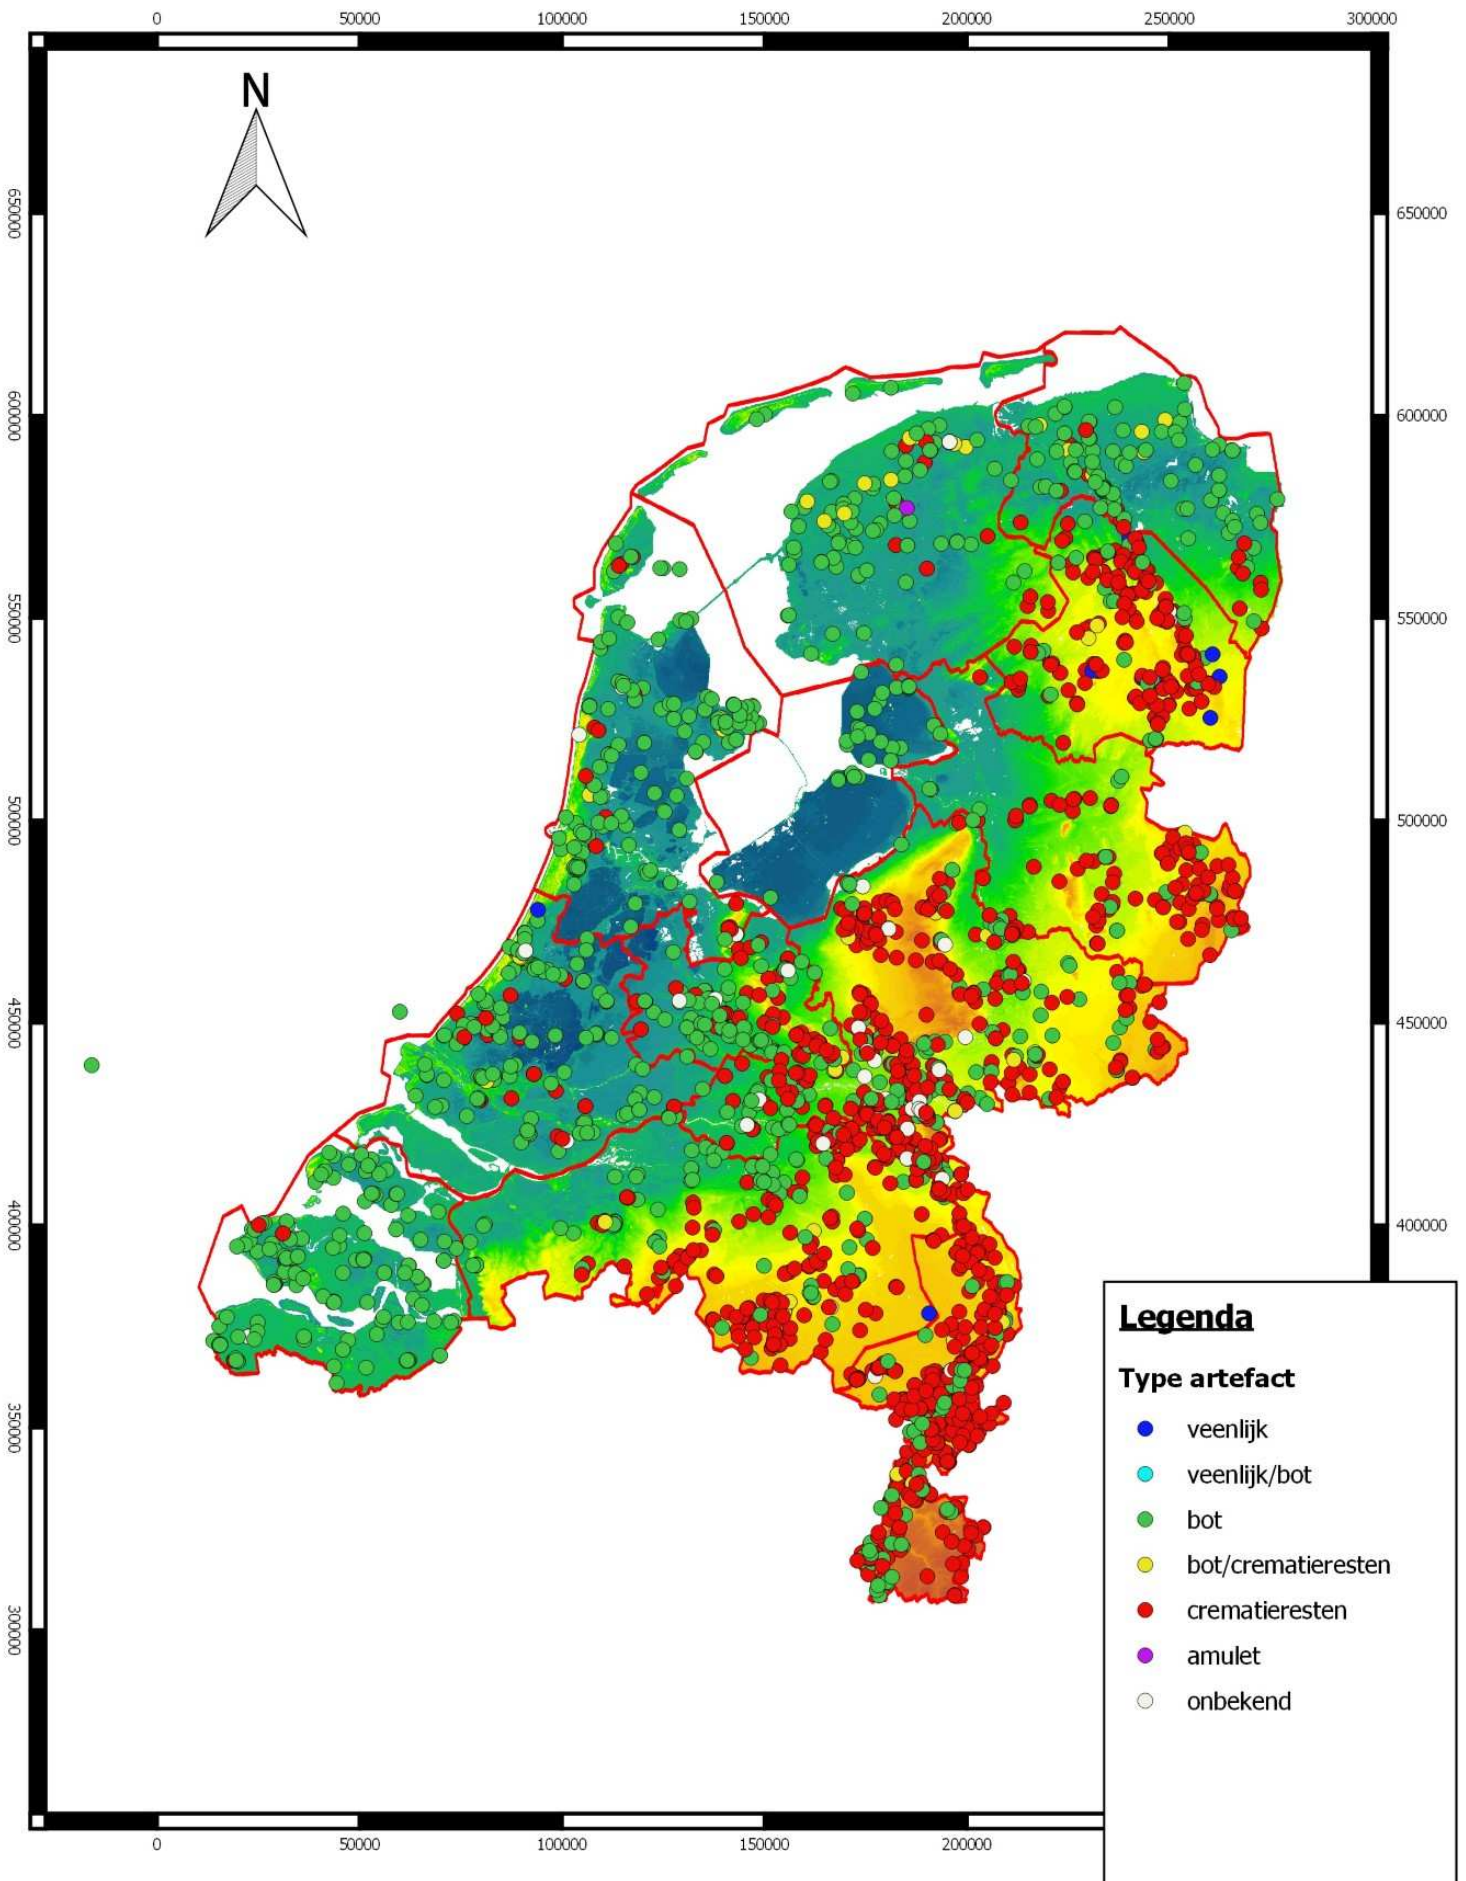 0 50000 100000 150000 200000 250000 300000
N
650000 650000
600000 600000
550000 550000
500000 500000
450000 450000
400000 400000
350000
300000
Legenda
Type artefact
veenlijk
veenlijk/bot
bot
bot/crematieresten
crematieresten
amulet
onbekend
0 50000 100000 150000 200000